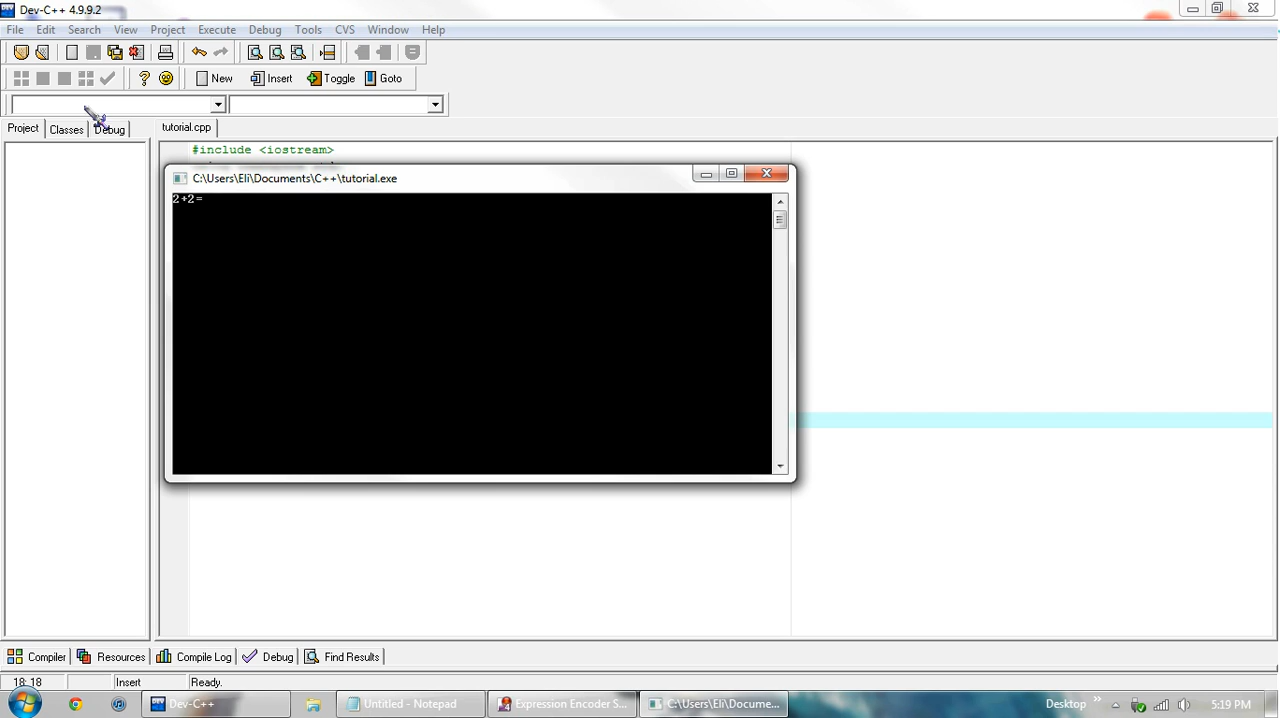 Dev-C++ 4.9.9.2
File Edit Search View Project Execute Debug Tools CVS Window Help
New Insert Toggle Goto
Project Classes Debug tutorial.cpp
#include <iostream>
C:\Users\Eli\Documents\C++\tutorial.exe
2+2=
Compiler Resources Compile Log Debug Find Results
18: 18 Insert Ready.
Dev-C++ Untitled - Notepad Expression Encoder S... C:\Users\Eli\Docume... Desktop 5:19 PM